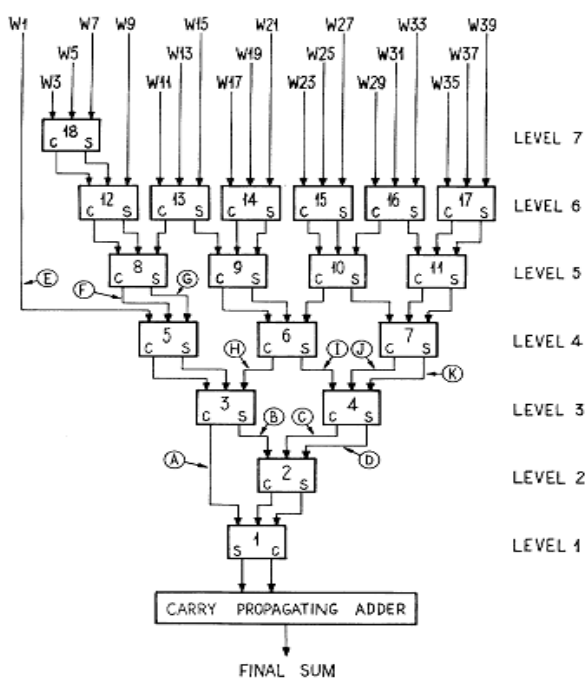 W1 W7 W9 W15 W21 W27 W33 W39
W5 W13 W19 W25 W31 W37
W3 W11 W17 W23 W29 W35
18
C S
LEVEL 7
12 13 14 15 16 17
C S C S C S C S C S C S
LEVEL 6
8 9 10 11
C S C S C S C S
LEVEL 5
E
F
G
5 6 7
C S C S C S
LEVEL 4
H I J
K
3 4
C S C S
LEVEL 3
B C
A D
2
C S
LEVEL 2
1
S C
LEVEL 1
CARRY PROPAGATING ADDER
FINAL SUM